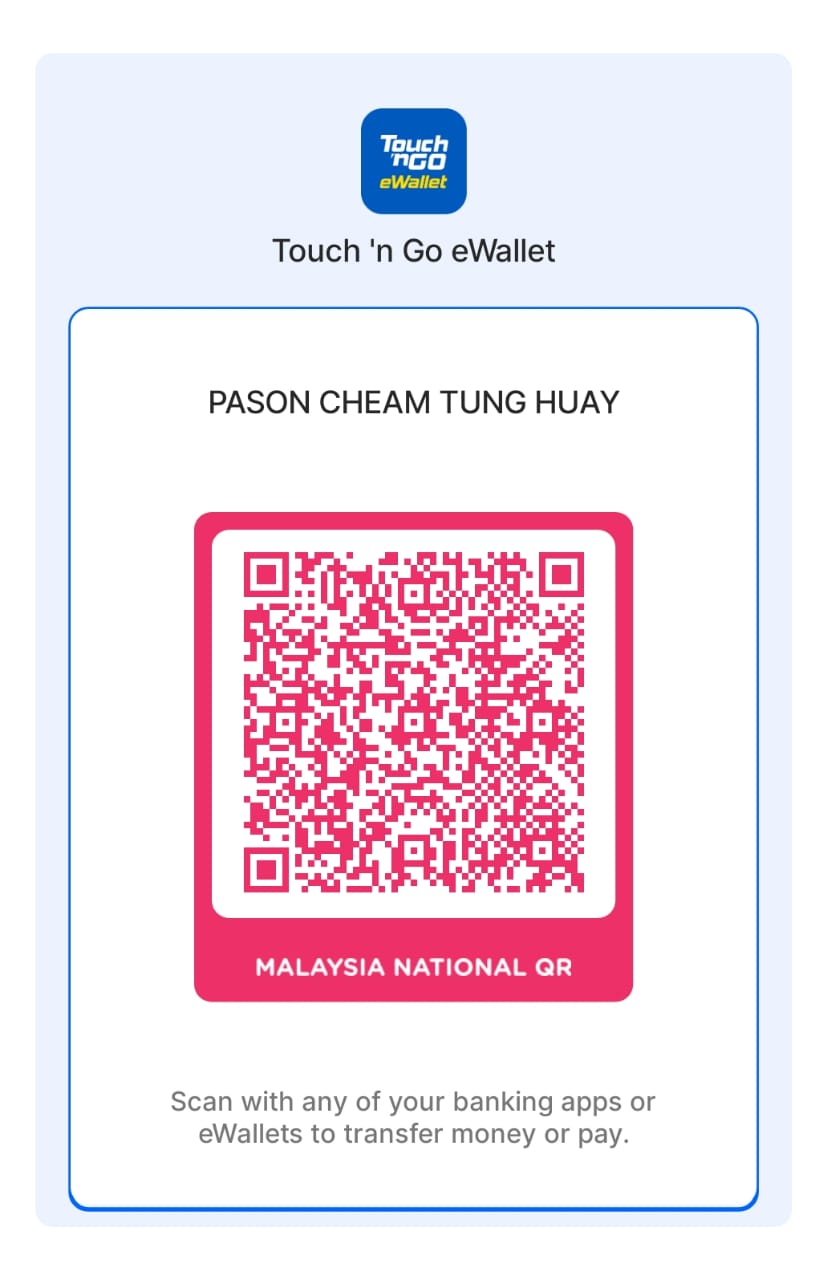 Touch
'nGO
eWallet
Touch 'n Go eWallet
PASON CHEAM TUNG HUAY
MALAYSIA NATIONAL QR
Scan with any of your banking apps or
eWallets to transfer money or pay.